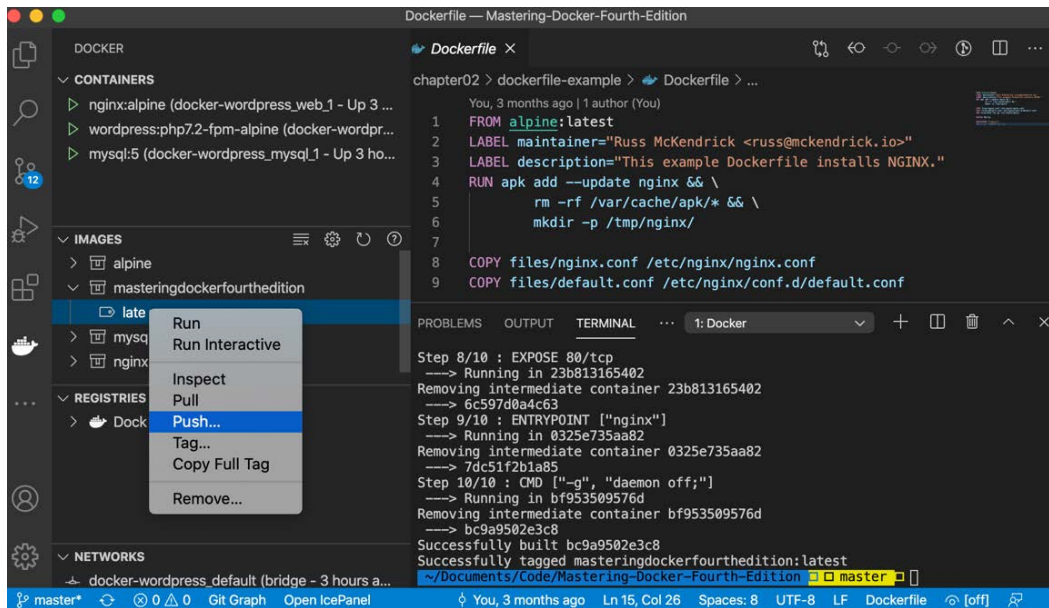 Dockerfile — Mastering-Docker-Fourth-Edition
DOCKER
CONTAINERS
nginx:alpine (docker-wordpress_web_1 - Up 3 ...
wordpress:php7.2-fpm-alpine (docker-wordpr...
mysql:5 (docker-wordpress_mysql_1 - Up 3 ho...
12
IMAGES
alpine
masteringdockerfourthedition
late
mysq
nginx
Run
Run Interactive
Inspect
Pull
Push...
Tag...
Copy Full Tag
Remove...
REGISTRIES
Dock
NETWORKS
docker-wordpress_default (bridge - 3 hours a...
Dockerfile
chapter02 > dockerfile-example > Dockerfile > ...
You, 3 months ago | 1 author (You)
1 FROM alpine:latest
2 LABEL maintainer="Russ McKendrick <russ@mckendrick.io>"
3 LABEL description="This example Dockerfile installs NGINX."
4 RUN apk add --update nginx && \
5 rm -rf /var/cache/apk/* && \
6 mkdir -p /tmp/nginx/
7
8 COPY files/nginx.conf /etc/nginx/nginx.conf
9 COPY files/default.conf /etc/nginx/conf.d/default.conf
PROBLEMS OUTPUT TERMINAL ... 1: Docker
Step 8/10 : EXPOSE 80/tcp
---> Running in 23b813165402
Removing intermediate container 23b813165402
---> 6c597d0a4c63
Step 9/10 : ENTRYPOINT ["nginx"]
---> Running in 0325e735aa82
Removing intermediate container 0325e735aa82
---> 7dc51f2b1a85
Step 10/10 : CMD ["-g", "daemon off;"]
---> Running in bf953509576d
Removing intermediate container bf953509576d
---> bc9a9502e3c8
Successfully built bc9a9502e3c8
Successfully tagged masteringdockerfourthedition:latest
~/Documents/Code/Mastering-Docker-Fourth-Edition master
master* 0 0 Git Graph Open IcePanel You, 3 months ago Ln 15, Col 26 Spaces: 8 UTF-8 LF Dockerfile [off]